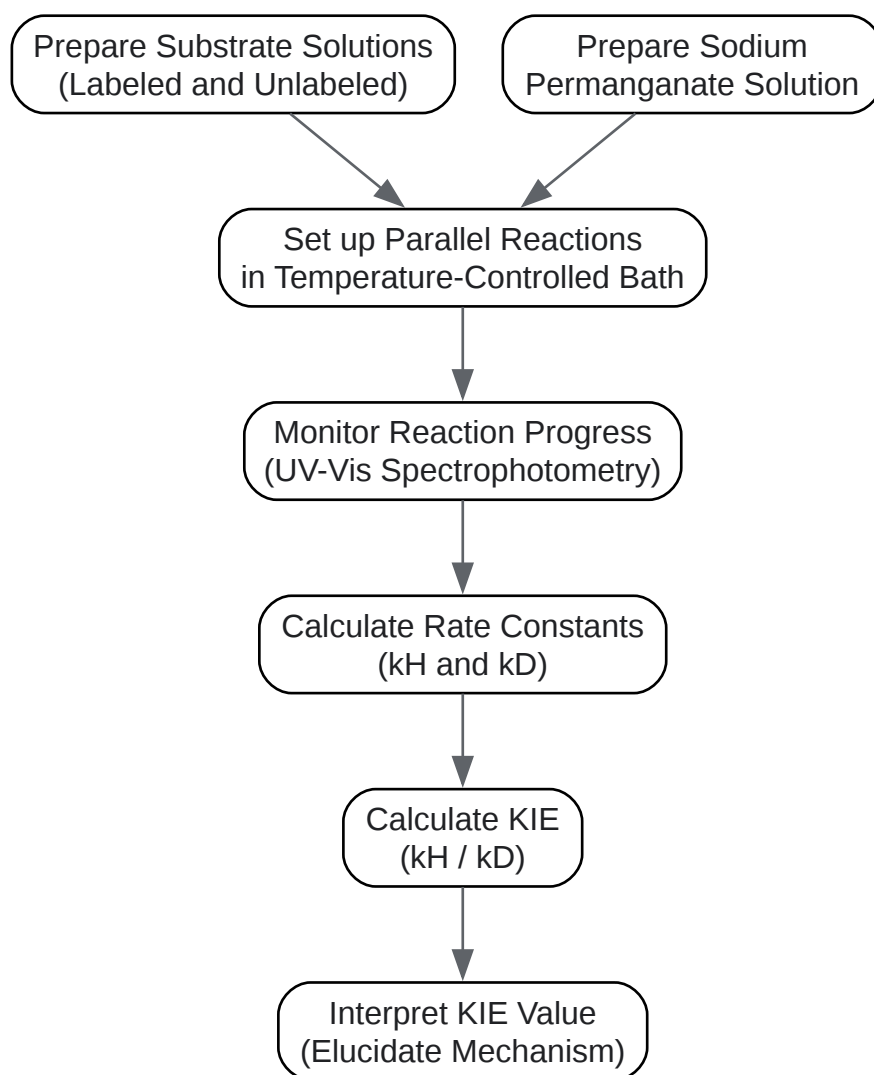 Prepare Substrate Solutions
(Labeled and Unlabeled)
Prepare Sodium
Permanganate Solution
Set up Parallel Reactions
in Temperature-Controlled Bath
Monitor Reaction Progress
(UV-Vis Spectrophotometry)
Calculate Rate Constants
(kH and kD)
Calculate KIE
(kH / kD)
Interpret KIE Value
(Elucidate Mechanism)